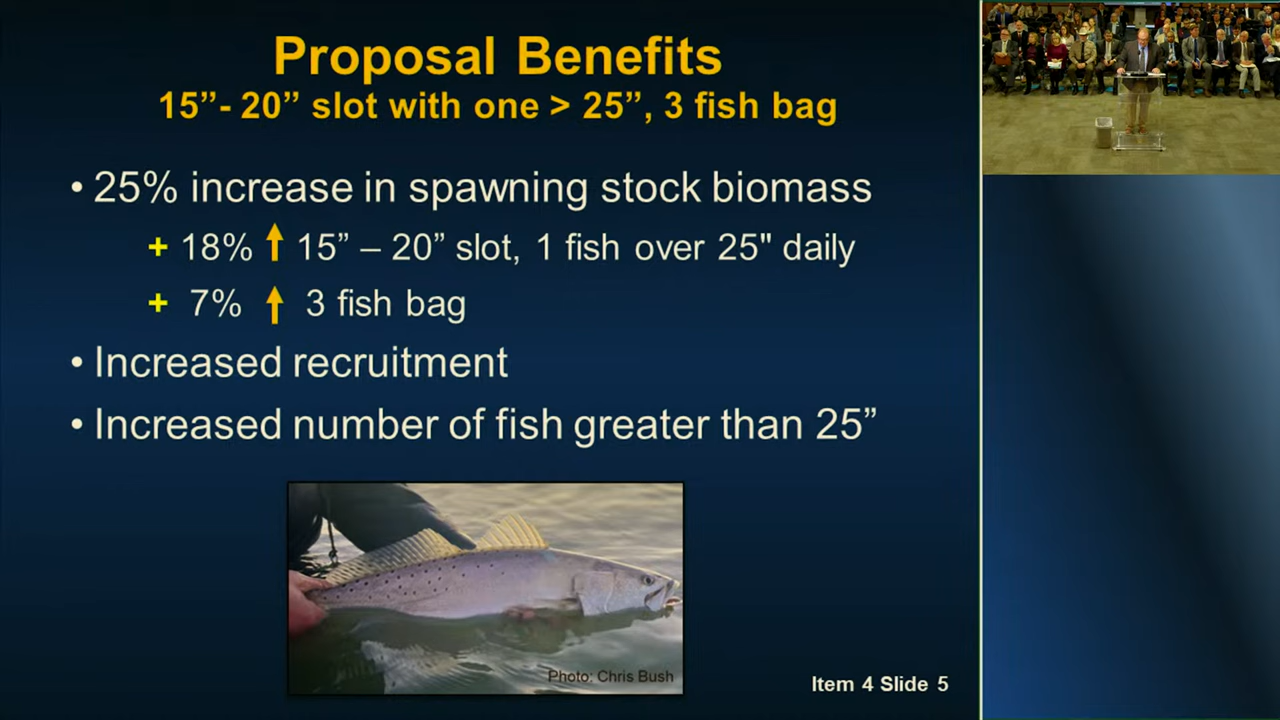 Proposal Benefits
15”- 20” slot with one > 25”, 3 fish bag
• 25% increase in spawning stock biomass
+ 18% ↑ 15” – 20” slot, 1 fish over 25" daily
+ 7% ↑ 3 fish bag
• Increased recruitment
• Increased number of fish greater than 25”
Photo: Chris Bush
Item 4 Slide 5